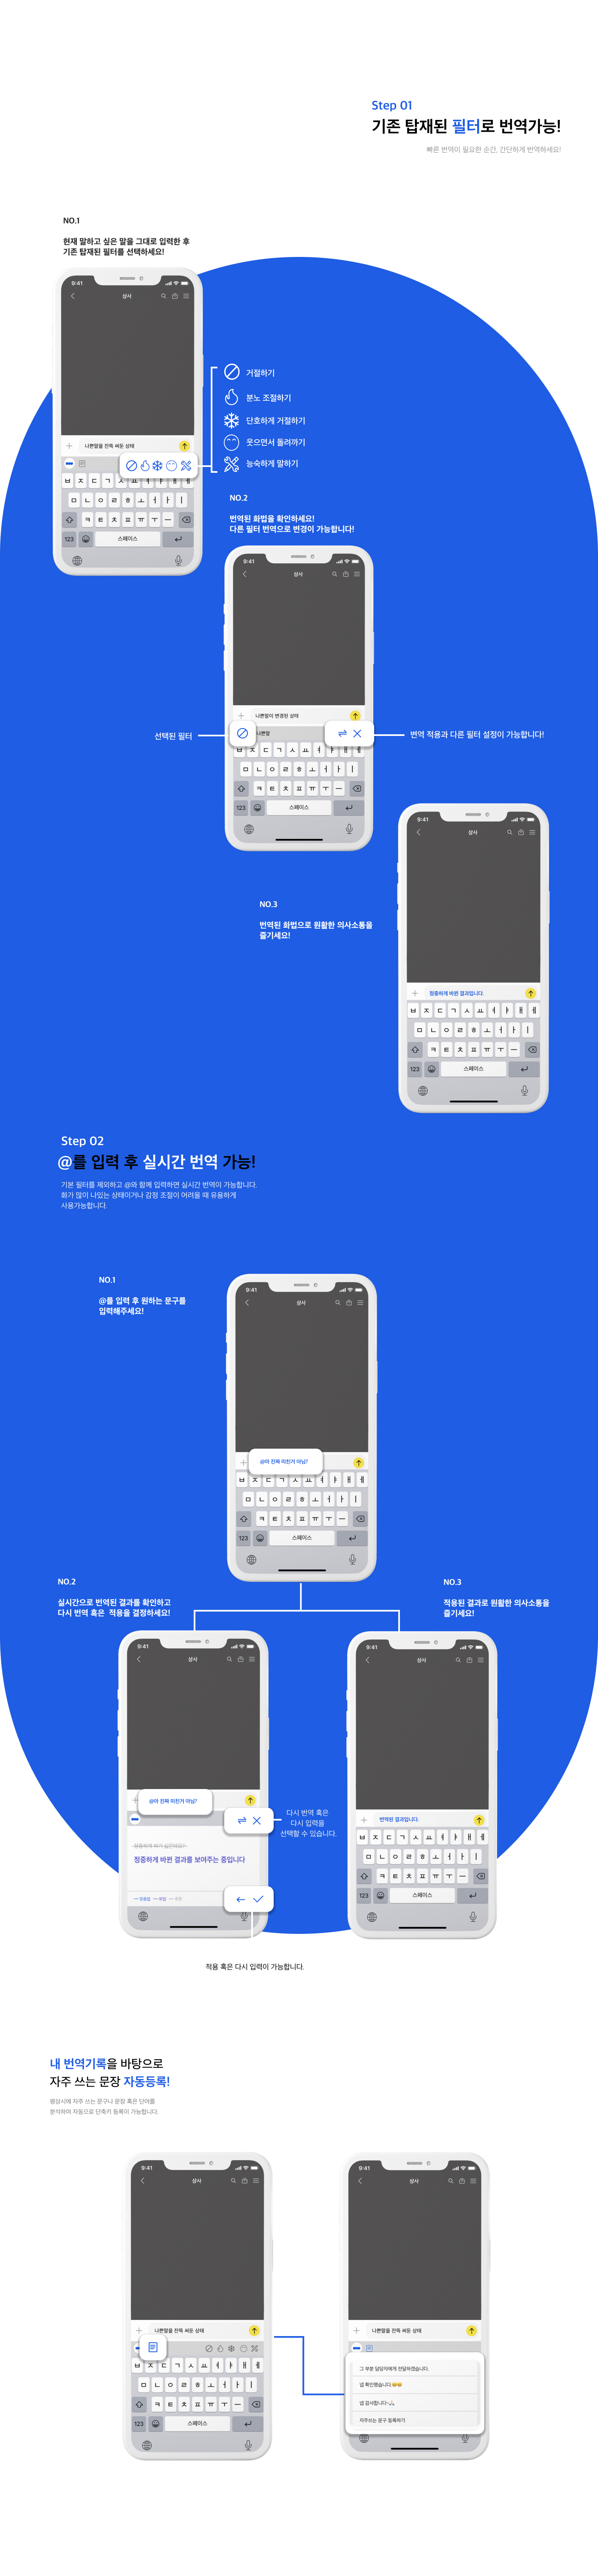 Step 01
기존 탑재된 필터로 번역가능!
빠른 번역이 필요한 순간, 간단하게 번역하세요!
NO.1
현재 말하고 싶은 말을 그대로 입력한 후
기존 탑재된 필터를 선택하세요!
9:41
상사
나쁜말을 잔뜩 써둔 상태
ㅂ ㅈ ㄷ ㄱ ㅅ ㅛ ㅕ ㅑ ㅐ ㅔ
ㅁ ㄴ ㅇ ㄹ ㅎ ㅗ ㅓ ㅏ ㅣ
ㅋ ㅌ ㅊ ㅍ ㅠ ㅜ ㅡ
123 스페이스
거절하기
분노 조절하기
단호하게 거절하기
웃으면서 돌려까기
능숙하게 말하기
NO.2
번역된 화법을 확인하세요!
다른 필터 번역으로 변경이 가능합니다!
9:41
상사
나쁜말이 변경된 상태
나쁜말
ㅂ ㅈ ㄷ ㄱ ㅅ ㅛ ㅕ ㅑ ㅐ ㅔ
ㅁ ㄴ ㅇ ㄹ ㅎ ㅗ ㅓ ㅏ ㅣ
ㅋ ㅌ ㅊ ㅍ ㅠ ㅜ ㅡ
123 스페이스
선택된 필터
번역 적용과 다른 필터 설정이 가능합니다!
NO.3
번역된 화법으로 원활한 의사소통을
즐기세요!
9:41
상사
정중하게 바뀐 결과입니다.
ㅂ ㅈ ㄷ ㄱ ㅅ ㅛ ㅕ ㅑ ㅐ ㅔ
ㅁ ㄴ ㅇ ㄹ ㅎ ㅗ ㅓ ㅏ ㅣ
ㅋ ㅌ ㅊ ㅍ ㅠ ㅜ ㅡ
123 스페이스
Step 02
@를 입력 후 실시간 번역 가능!
기본 필터를 제외하고 @와 함께 입력하면 실시간 번역이 가능합니다.
화가 많이 나있는 상태이거나 감정 조절이 어려울 때 유용하게
사용가능합니다.
NO.1
@를 입력 후 원하는 문구를
입력해주세요!
9:41
상사
@아 진짜 미친거 아님?
ㅂ ㅈ ㄷ ㄱ ㅅ ㅛ ㅕ ㅑ ㅐ ㅔ
ㅁ ㄴ ㅇ ㄹ ㅎ ㅗ ㅓ ㅏ ㅣ
ㅋ ㅌ ㅊ ㅍ ㅠ ㅜ ㅡ
123 스페이스
NO.2
실시간으로 번역된 결과를 확인하고
다시 번역 혹은 적용을 결정하세요!
9:41
상사
@아 진짜 미친거 아님?
정중하게 바뀐 결과를 보여주는 중입니다
다시 번역 혹은
다시 입력을
선택할 수 있습니다.
적용 혹은 다시 입력이 가능합니다.
NO.3
적용된 결과로 원활한 의사소통을
즐기세요!
9:41
상사
번역된 결과입니다.
ㅂ ㅈ ㄷ ㄱ ㅅ ㅛ ㅕ ㅑ ㅐ ㅔ
ㅁ ㄴ ㅇ ㄹ ㅎ ㅗ ㅓ ㅏ ㅣ
ㅋ ㅌ ㅊ ㅍ ㅠ ㅜ ㅡ
123 스페이스
내 번역기록을 바탕으로
자주 쓰는 문장 자동등록!
평상시에 자주 쓰는 문구나 문장 혹은 단어를
분석하여 자동으로 단축키 등록이 가능합니다.
9:41
상사
나쁜말을 잔뜩 써둔 상태
ㅂ ㅈ ㄷ ㄱ ㅅ ㅛ ㅕ ㅑ ㅐ ㅔ
ㅁ ㄴ ㅇ ㄹ ㅎ ㅗ ㅓ ㅏ ㅣ
ㅋ ㅌ ㅊ ㅍ ㅠ ㅜ ㅡ
123 스페이스
9:41
상사
나쁜말을 잔뜩 써둔 상태
그 부분 담당자에게 전달하겠습니다.
넵 확인했습니다.😄😄
넵 감사합니다~🙏
자주쓰는 문구 등록하기